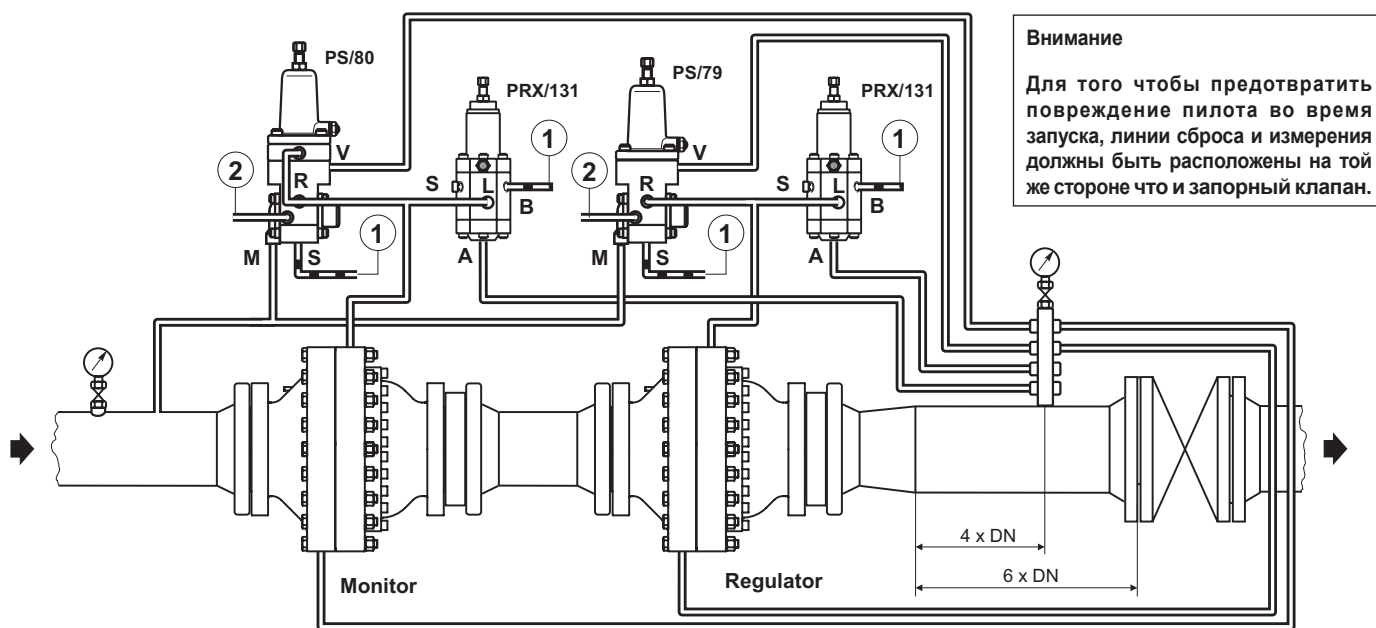 PS/80
PRX/131
PS/79
PRX/131
Внимание
Для того чтобы предотвратить
повреждение пилота во время
запуска, линии сброса и измерения
должны быть расположены на той
же стороне что и запорный клапан.
V
1
V
1
2
R
S
L
B
2
R
S
L
B
M
S
1
A
M
S
1
A
4 x DN
6 x DN
Monitor
Regulator